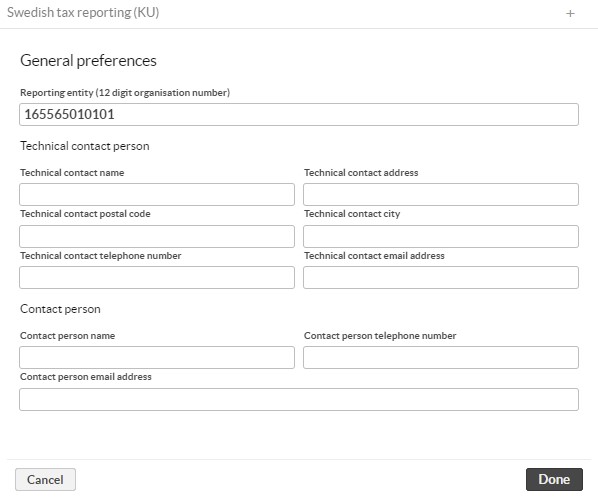 Swedish tax reporting (KU) +
General preferences
Reporting entity (12 digit organisation number)
165565010101
Technical contact person
Technical contact name Technical contact address
Technical contact postal code Technical contact city
Technical contact telephone number Technical contact email address
Contact person
Contact person name Contact person telephone number
Contact person email address
Cancel Done